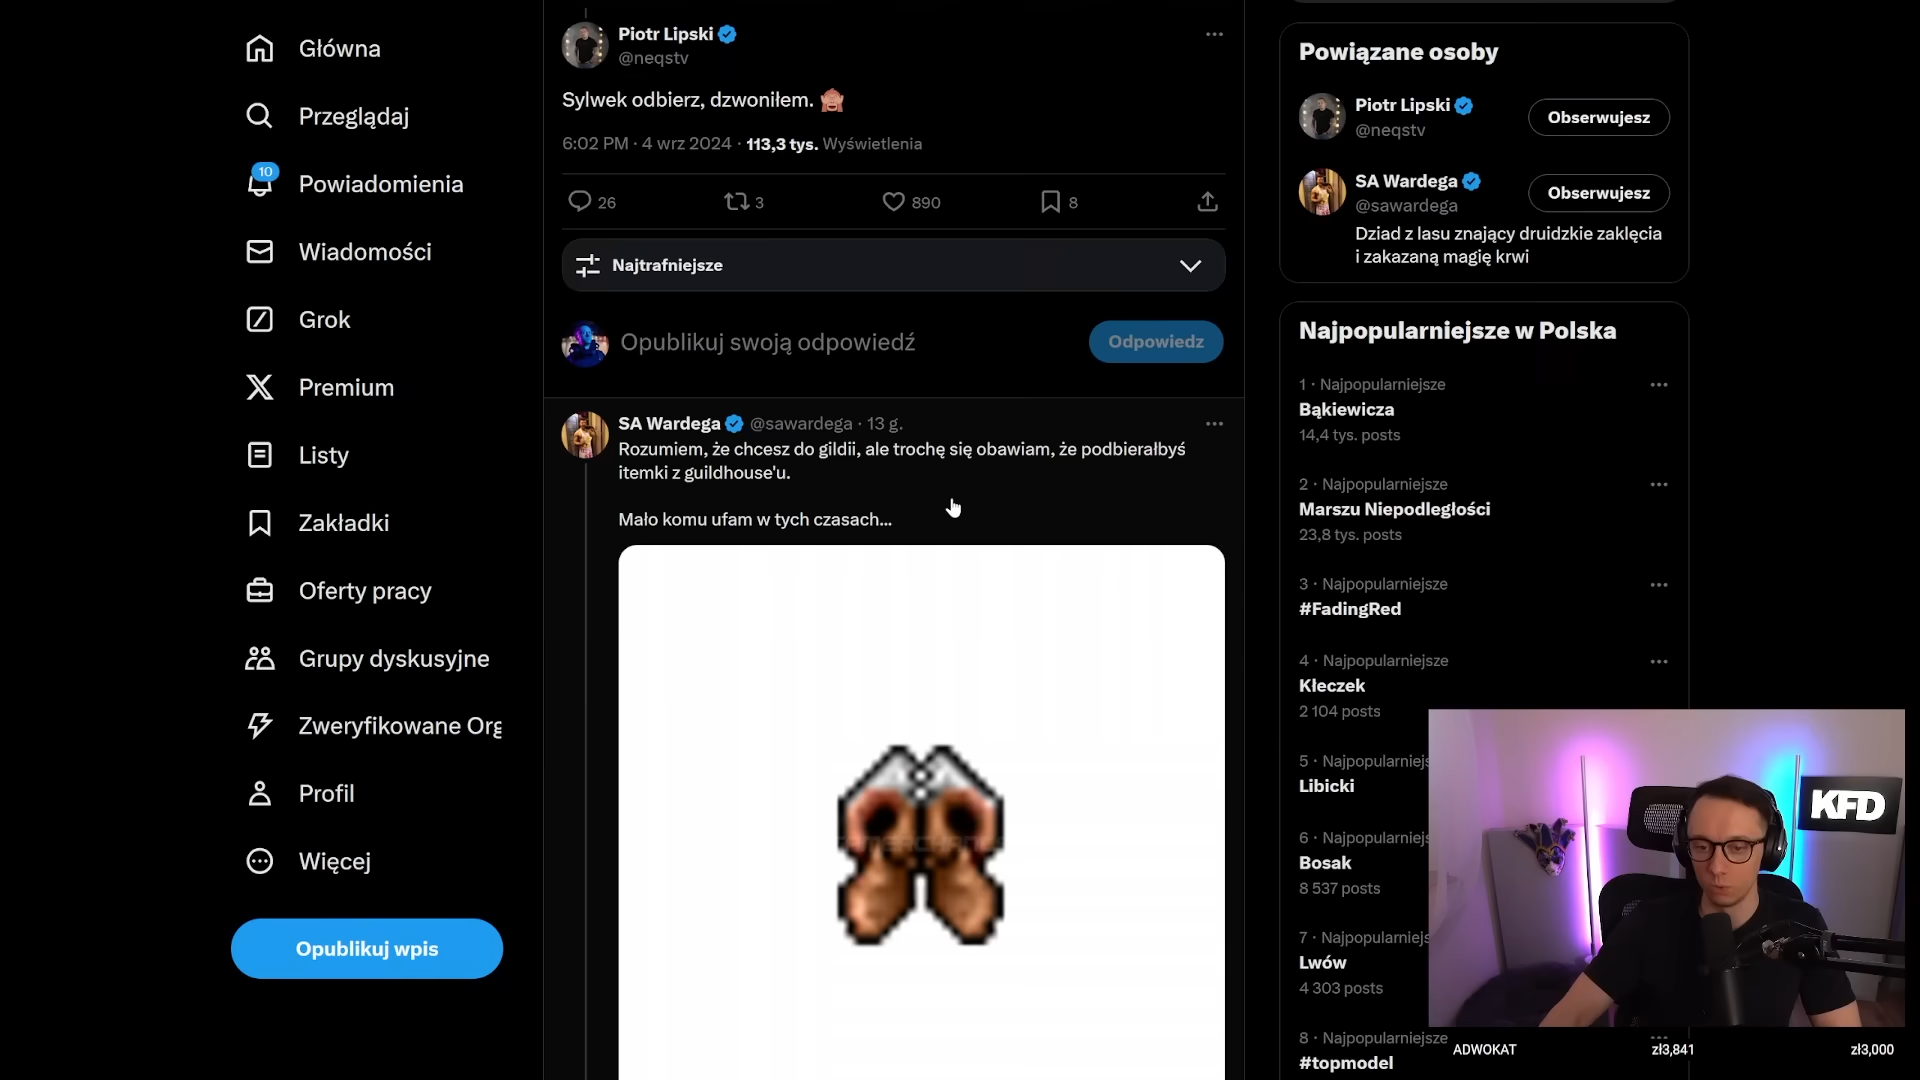 Główna
Przeglądaj
10
Powiadomienia
Wiadomości
Grok
Premium
Listy
Zakładki
Oferty pracy
Grupy dyskusyjne
Zweryfikowane Org
Profil
Więcej
Opublikuj wpis
Piotr Lipski
@neqstv
Sylwek odbierz, dzwoniłem.
6:02 PM · 4 wrz 2024 · 113,3 tys. Wyświetlenia
26 3 890 8
Najtrafniejsze
Opublikuj swoją odpowiedź
Odpowiedz
SA Wardega @sawardega · 13 g.
Rozumiem, że chcesz do gildii, ale trochę się obawiam, że podbierałbyś
itemki z guildhouse'u.
Mało komu ufam w tych czasach...
Powiązane osoby
Piotr Lipski
@neqstv
Obserwujesz
SA Wardega
@sawardega
Obserwujesz
Dziad z lasu znający druidzkie zaklęcia
i zakazaną magię krwi
Najpopularniejsze w Polska
1 · Najpopularniejsze
Bąkiewicza
14,4 tys. posts
2 · Najpopularniejsze
Marszu Niepodległości
23,8 tys. posts
3 · Najpopularniejsze
#FadingRed
4 · Najpopularniejsze
Kłeczek
2 104 posts
5 · Najpopularniejs
Libicki
6 · Najpopularniejs
Bosak
8 537 posts
7 · Najpopularniejs
Lwów
4 303 posts
8 · Najpopularniejsze
#topmodel
KFD
ADWOKAT zł3,841 zł3,000